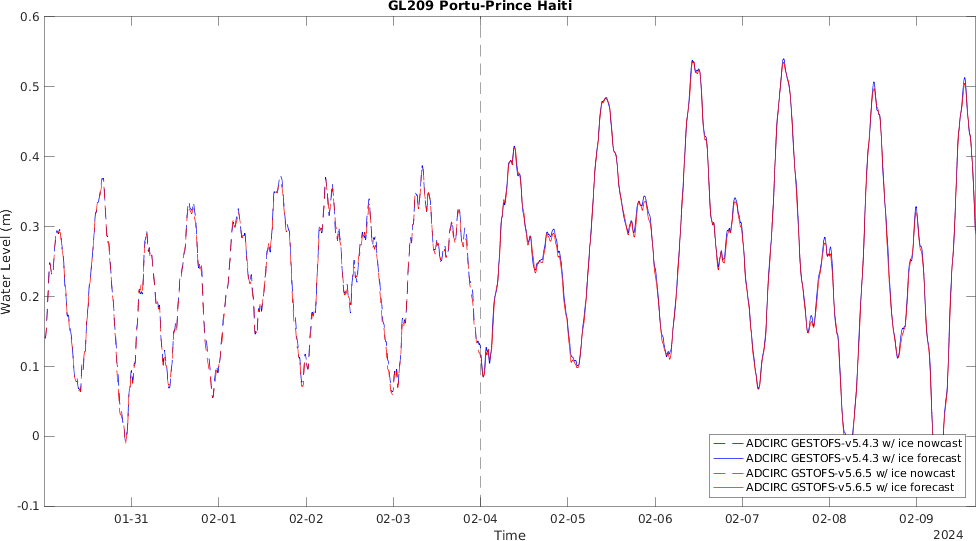 GL209 Portu-Prince Haiti
0.6
0.5
0.4
0.3
0.2
0.1
0
-0.1
Water Level (m)
ADCIRC GESTOFS-v5.4.3 w/ ice nowcast
ADCIRC GESTOFS-v5.4.3 w/ ice forecast
ADCIRC GSTOFS-v5.6.5 w/ ice nowcast
ADCIRC GSTOFS-v5.6.5 w/ ice forecast
01-31 02-01 02-02 02-03 02-04 02-05 02-06 02-07 02-08 02-09
Time
2024